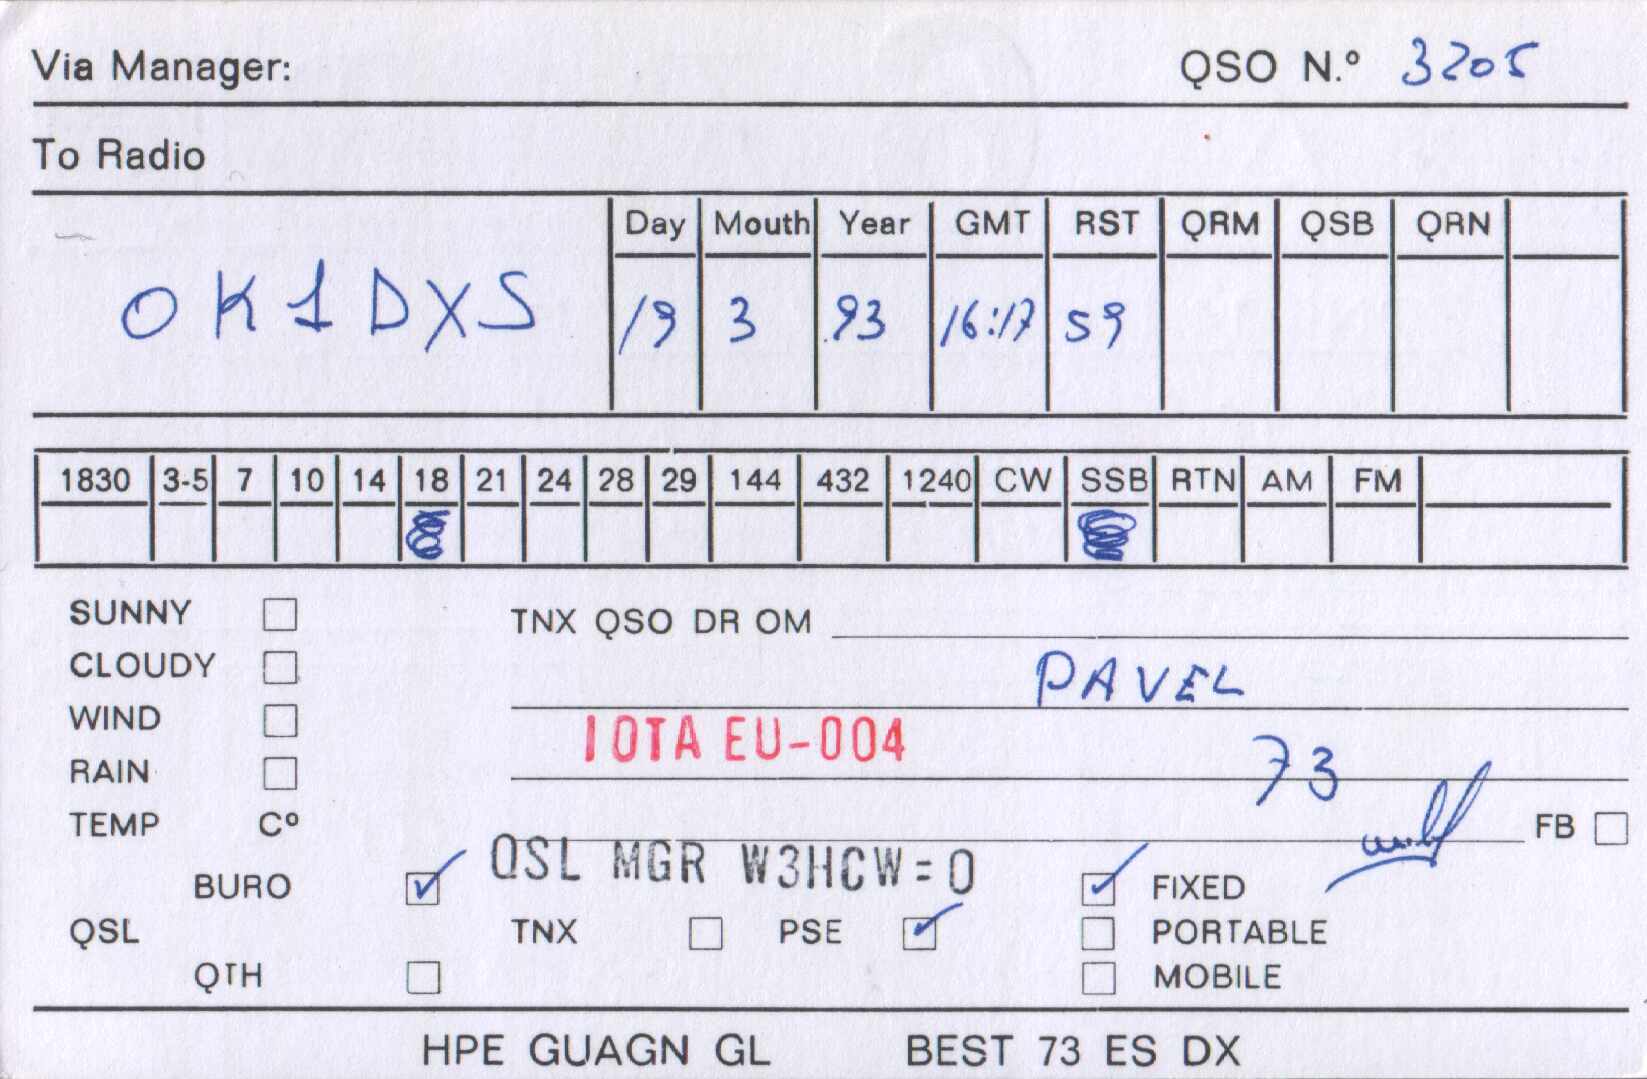 Via Manager: QSO N.º 3205
To Radio
Day Mouth Year GMT RST QRM QSB QRN
OK1DXS 19 3 93 16:17 59
1830 3-5 7 10 14 18 21 24 28 29 144 432 1240 CW SSB RTN AM FM
SUNNY TNX QSO DR OM
CLOUDY PAVEL
WIND IOTA EU-004
RAIN 73
TEMP Cº FB
BURO QSL MGR W3HCW=0 FIXED
QSL TNX PSE PORTABLE
QTH MOBILE
HPE GUAGN GL BEST 73 ES DX